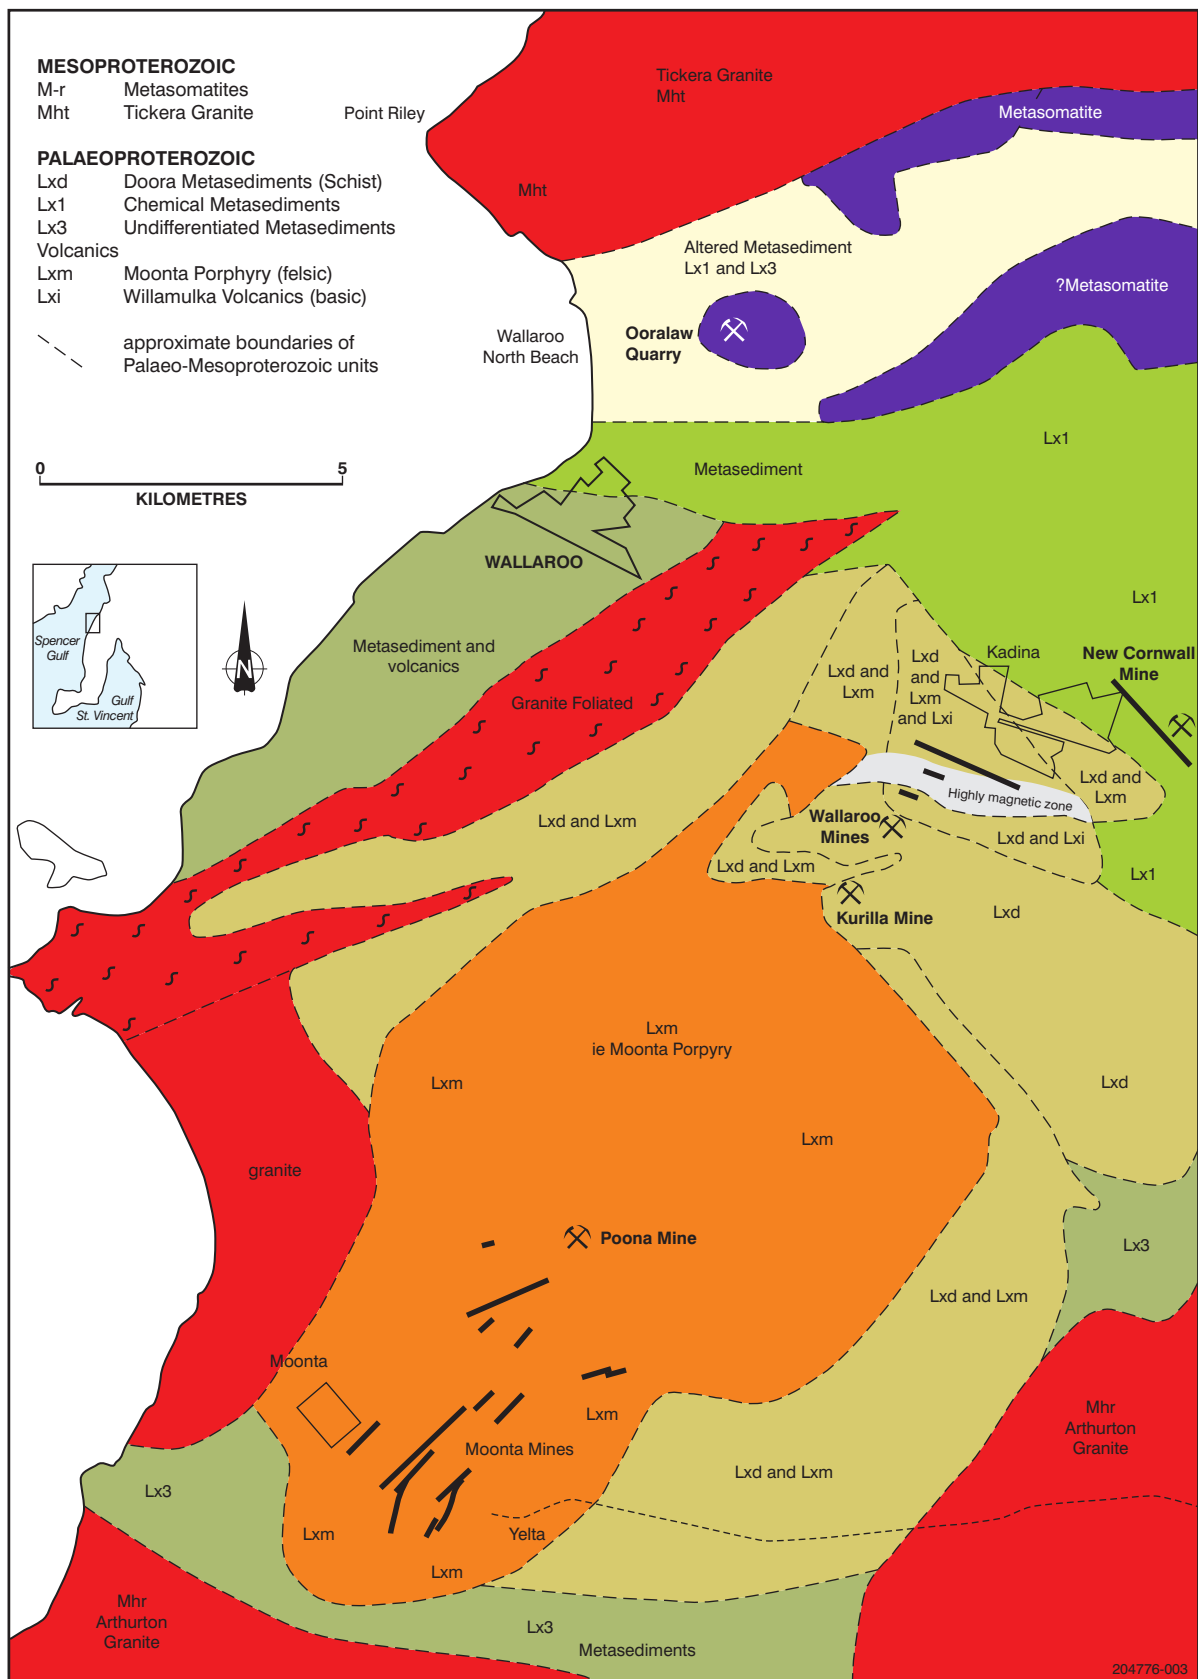 MESOPROTEROZOIC
M-r Metasomatites
Mht Tickera Granite
PALAEOPROTEROZOIC
Lxd Doora Metasediments (Schist)
Lx1 Chemical Metasediments
Lx3 Undifferentiated Metasediments
Volcanics
Lxm Moonta Porphyry (felsic)
Lxi Willamulka Volcanics (basic)
approximate boundaries of
Palaeo-Mesoproterozoic units
0 5
KILOMETRES
Spencer
Gulf
Gulf
St. Vincent
N
Point Riley
Tickera Granite
Mht
Metasomatite
Mht
Altered Metasediment
Lx1 and Lx3
?Metasomatite
Wallaroo
North Beach
Ooralaw
Quarry
Lx1
Metasediment
WALLAROO
Lx1
Metasediment and
volcanics
Granite Foliated
Lxd and
Lxm
Lxd
and
Lxm
and Lxi
Kadina
New Cornwall
Mine
Lxd and
Lxm
Highly magnetic zone
Lxd and Lxm
Wallaroo
Mines
Lxd and Lxi
Lxd and Lxm
Lx1
Kurilla Mine
Lxd
Lxm
ie Moonta Porpyry
Lxm
Lxd
Lxm
granite
Poona Mine
Lx3
Lxd and Lxm
Moonta
Lxm
Mhr
Arthurton
Granite
Moonta Mines
Lxd and Lxm
Lx3
Lxm
Yelta
Lxm
Mhr
Arthurton
Granite
Lx3
Metasediments
204776-003